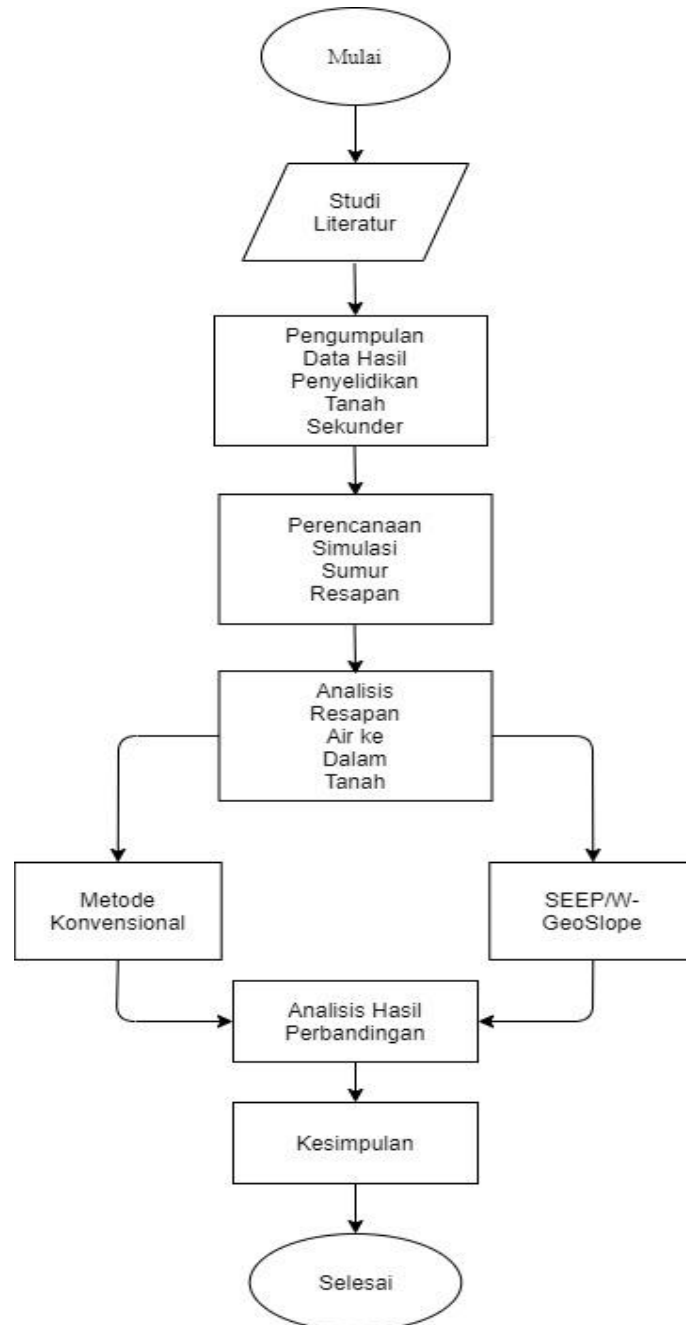 Mulai
Studi
Literatur
Pengumpulan
Data Hasil
Penyelidikan
Tanah
Sekunder
Perencanaan
Simulasi
Sumur
Resapan
Analisis
Resapan
Air ke
Dalam
Tanah
Metode
Konvensional
SEEP/W-
GeoSlope
Analisis Hasil
Perbandingan
Kesimpulan
Selesai